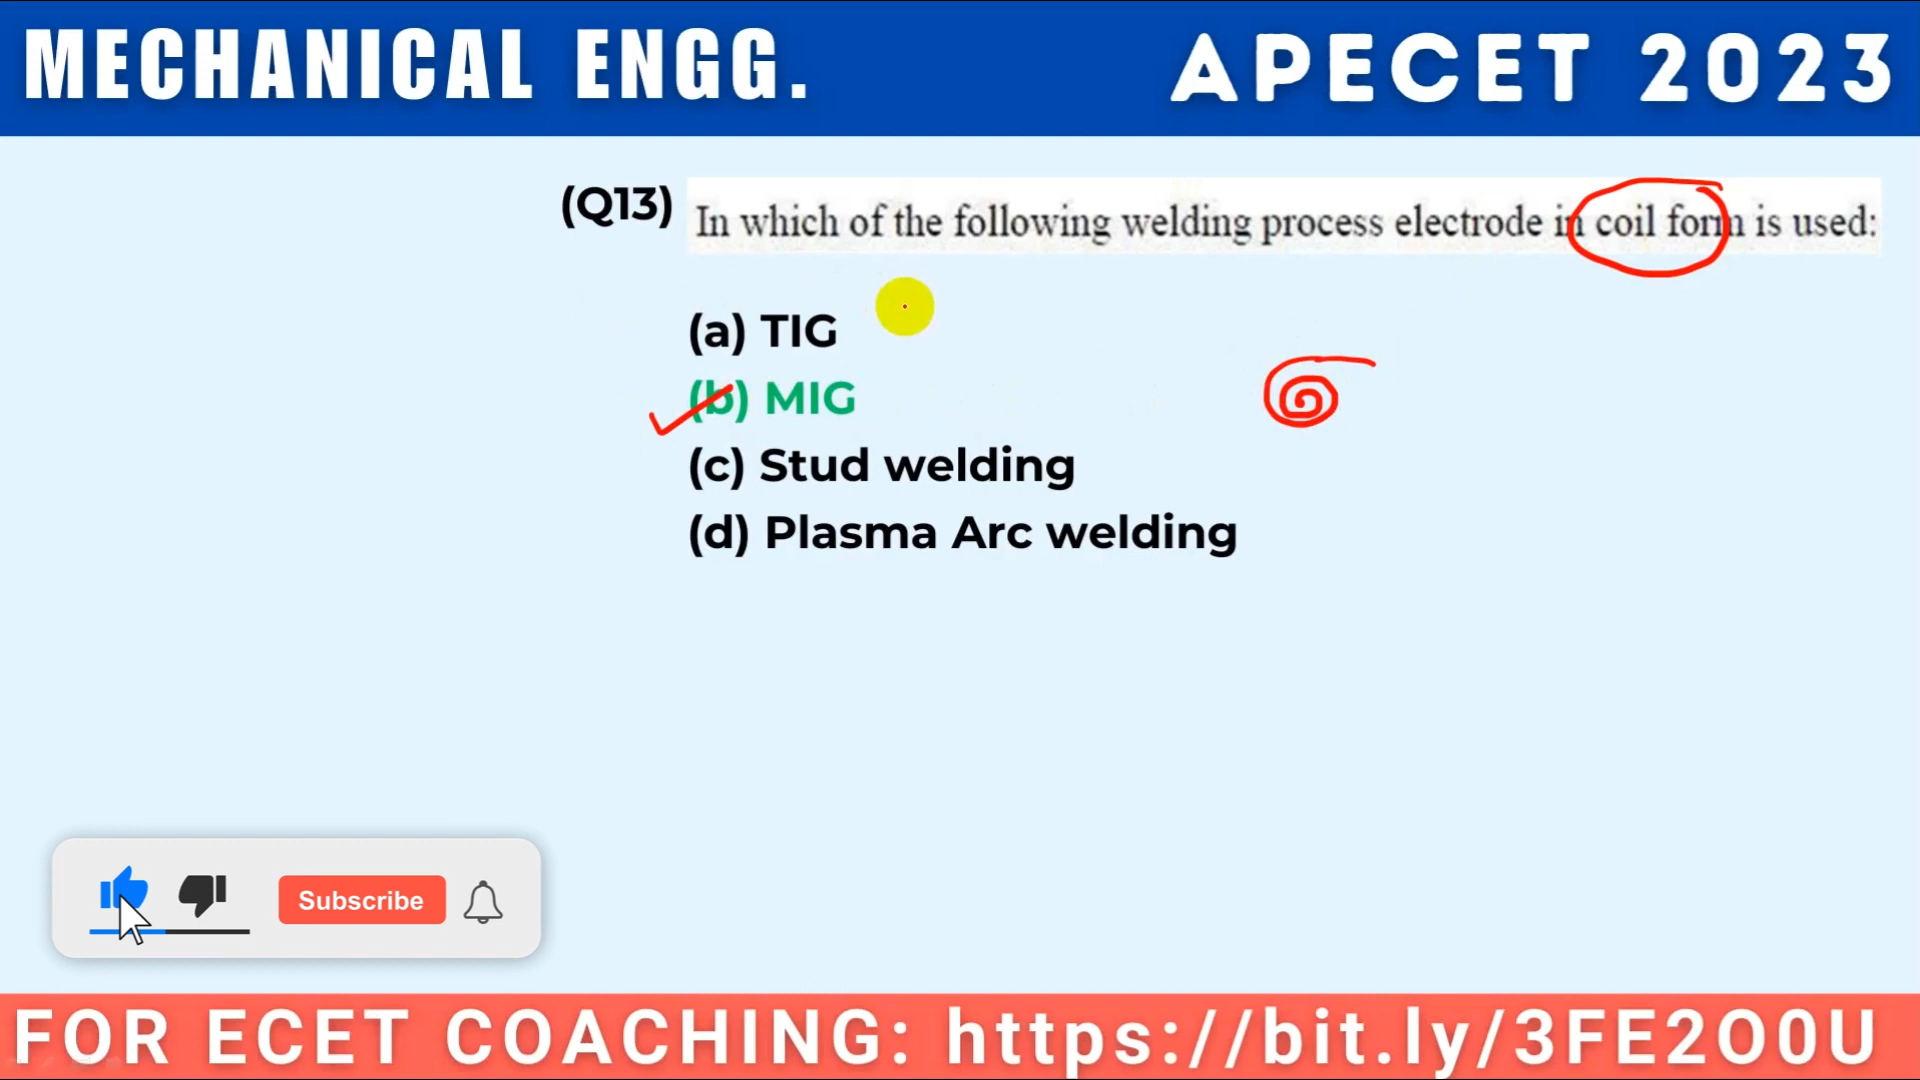 MECHANICAL ENGG.
APECET 2023
(Q13) In which of the following welding process electrode in coil form is used:
(a) TIG
(b) MIG
(c) Stud welding
(d) Plasma Arc welding
Subscribe
FOR ECET COACHING: https://bit.ly/3FE2O0U